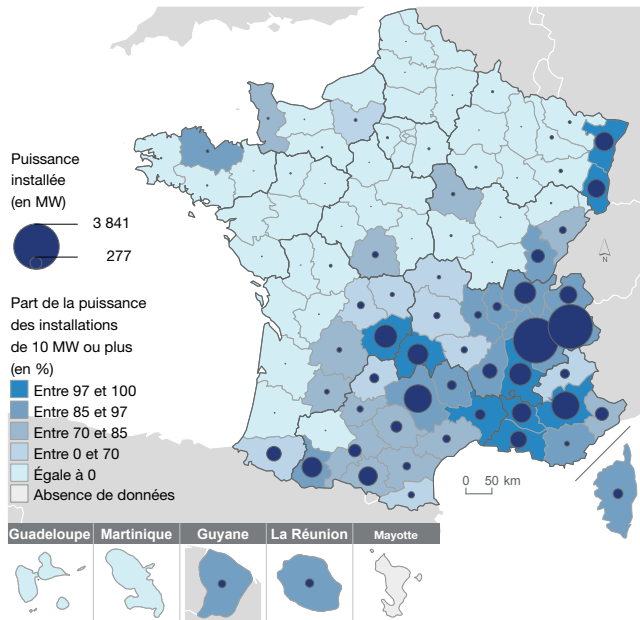 Puissance
installée
(en MW)
3 841
277
N
Part de la puissance
des installations
de 10 MW ou plus
(en %)
Entre 97 et 100
Entre 85 et 97
Entre 70 et 85
Entre 0 et 70
Égale à 0
Absence de données
0 50 km
Guadeloupe Martinique Guyane La Réunion Mayotte